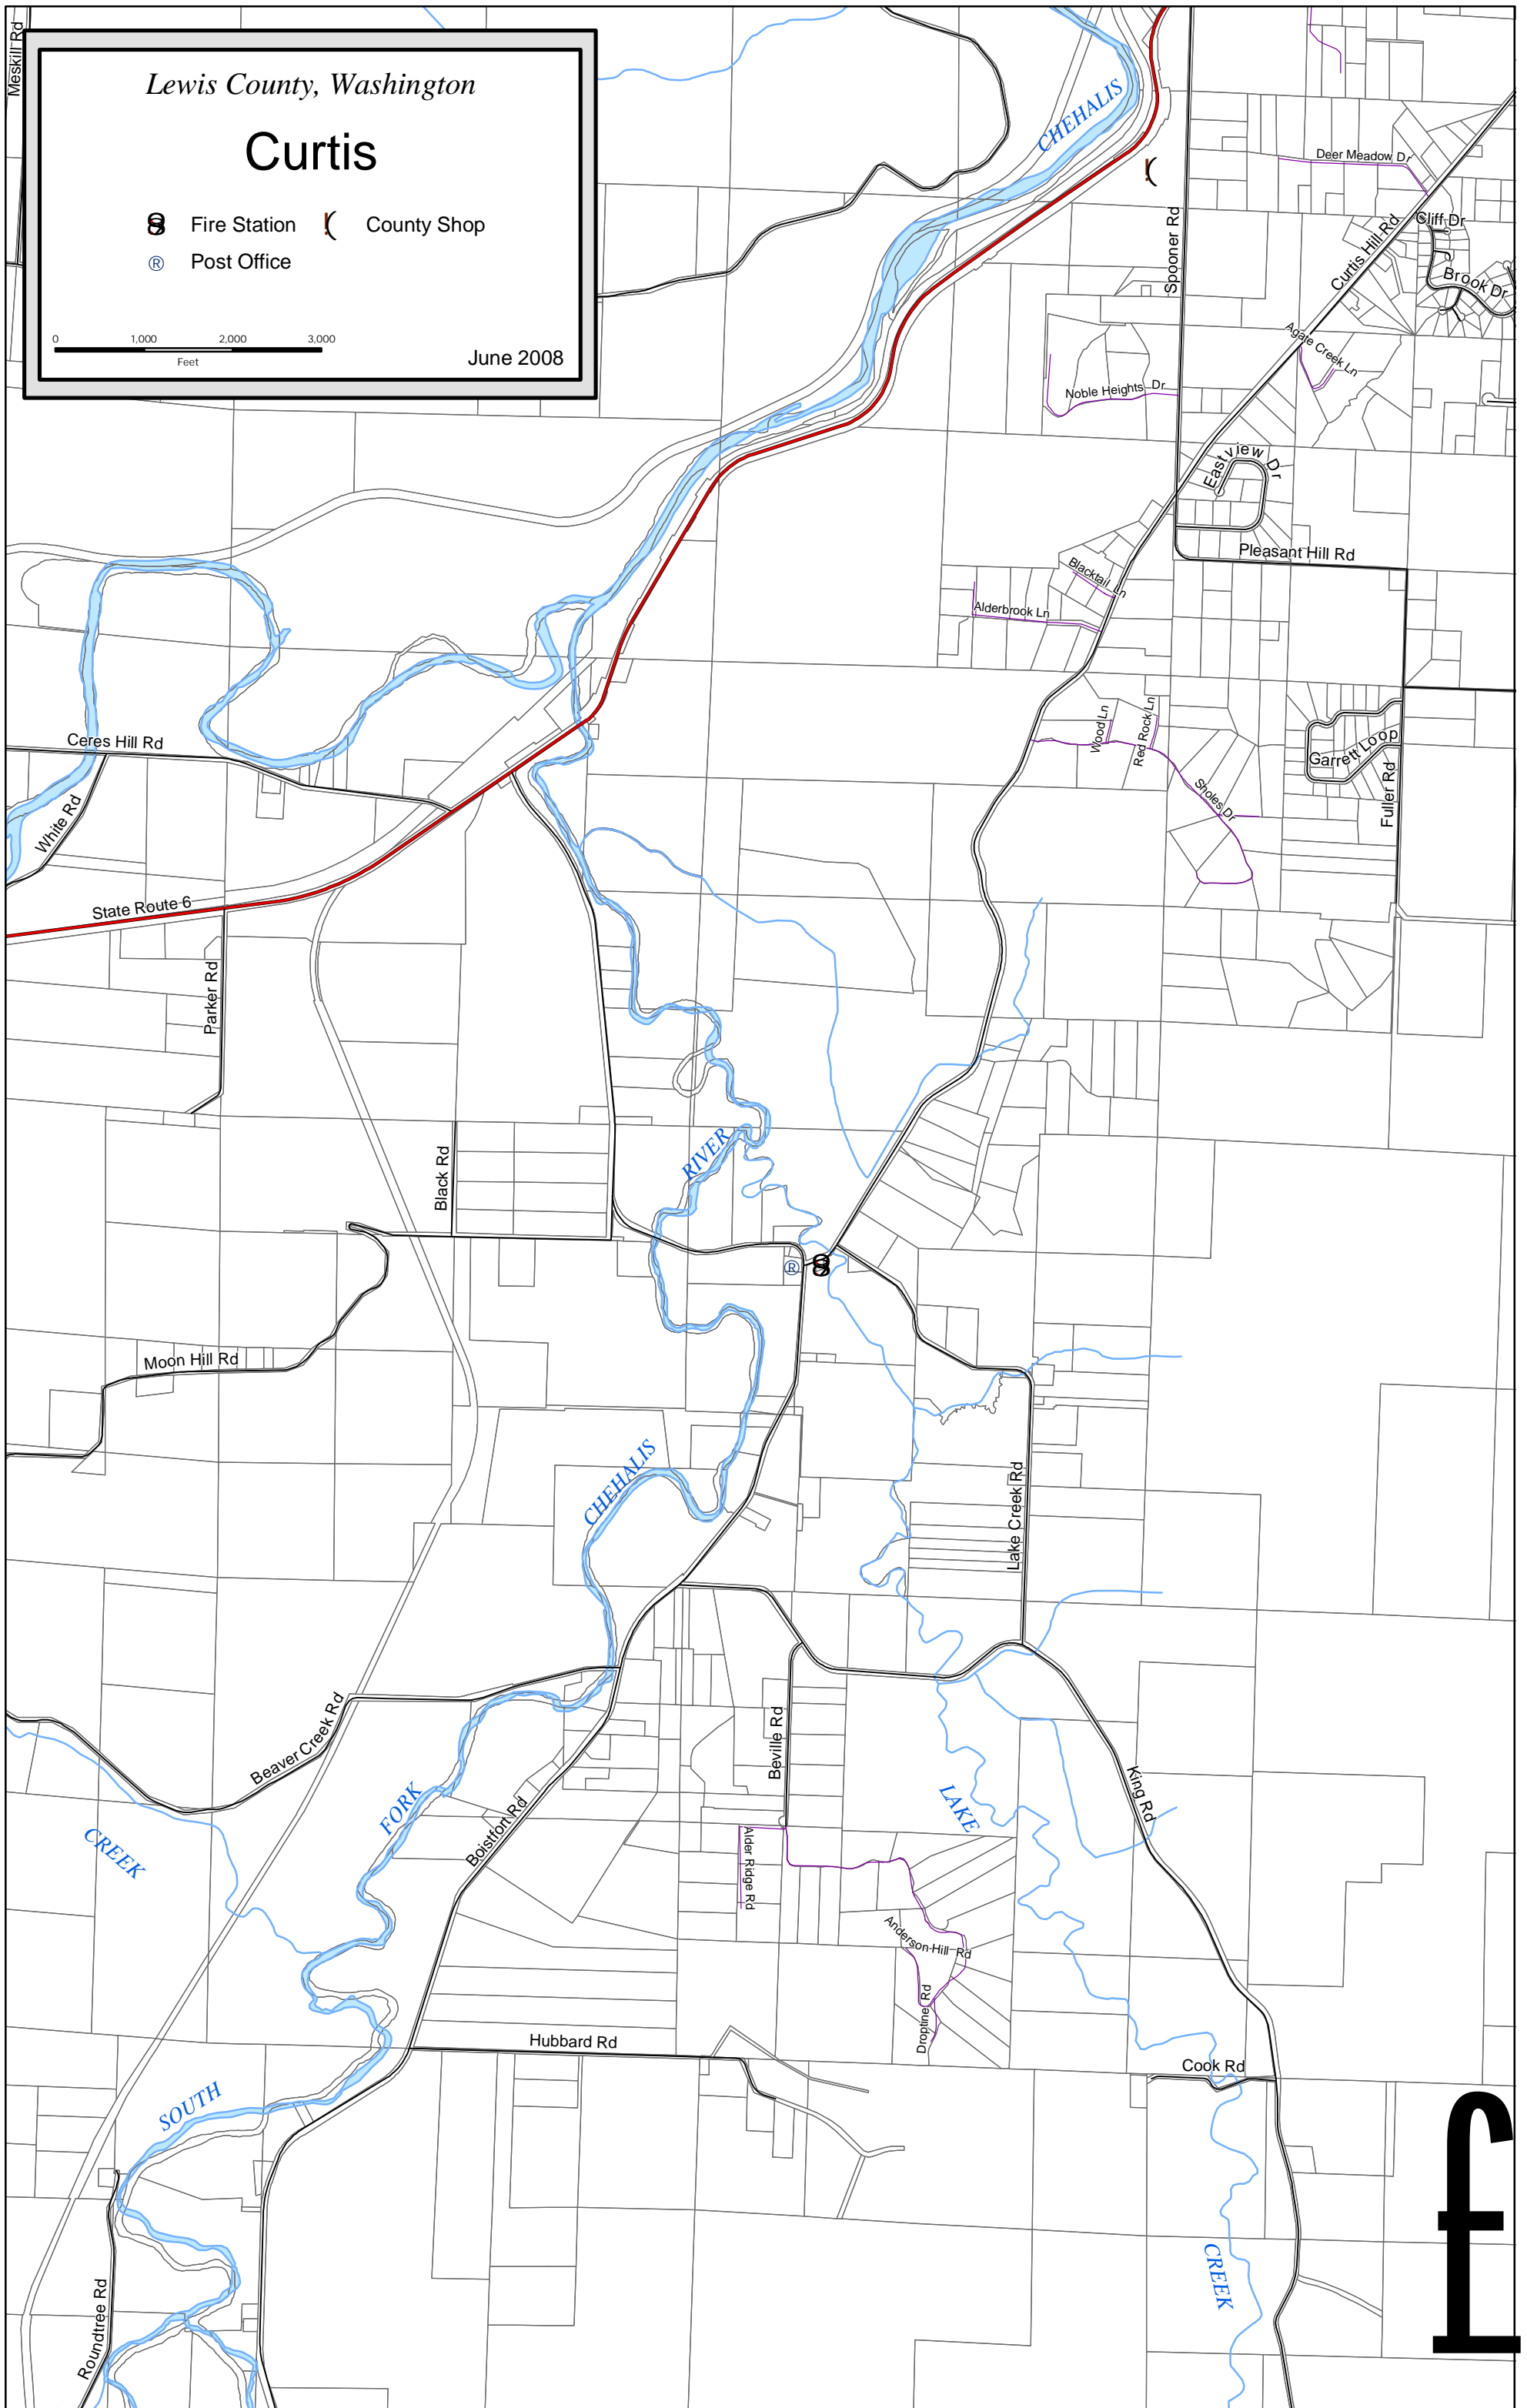 Meskill Rd
Lewis County, Washington
Curtis
Fire Station
County Shop
® Post Office
0 1,000 2,000 3,000
Feet
June 2008
CHEHALIS
Spooner Rd
Deer Meadow Dr
Curtis Hill Rd
Cliff Dr
Brook Dr
Agate Creek Ln
Noble Heights Dr
Eastview Dr
Pleasant Hill Rd
Blacktail Ln
Alderbrook Ln
Wood Ln
Red Rock Ln
Garrett Loop
Fuller Rd
Sholes Dr
Ceres Hill Rd
White Rd
State Route 6
Parker Rd
Black Rd
RIVER
®
Moon Hill Rd
CHEHALIS
Lake Creek Rd
Beaver Creek Rd
Beville Rd
King Rd
FORK
LAKE
Boistfort Rd
CREEK
Alder Ridge Rd
Anderson Hill Rd
Droptine Rd
Hubbard Rd
Cook Rd
SOUTH
CREEK
Roundtree Rd
£